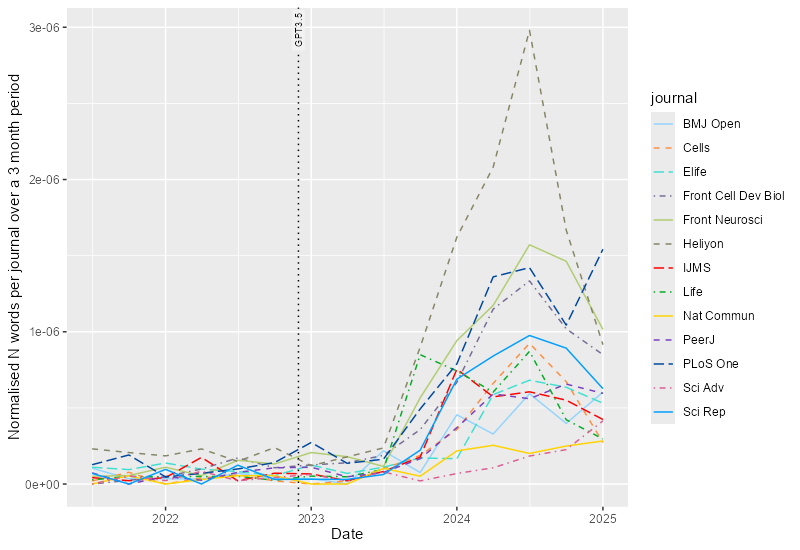 Normalised N words per journal over a 3 month period
3e-06
2e-06
1e-06
0e+00
GPT3.5
2022
2023
2024
2025
Date
journal
BMJ Open
Cells
Elife
Front Cell Dev Biol
Front Neurosci
Heliyon
IJMS
Life
Nat Commun
PeerJ
PLoS One
Sci Adv
Sci Rep